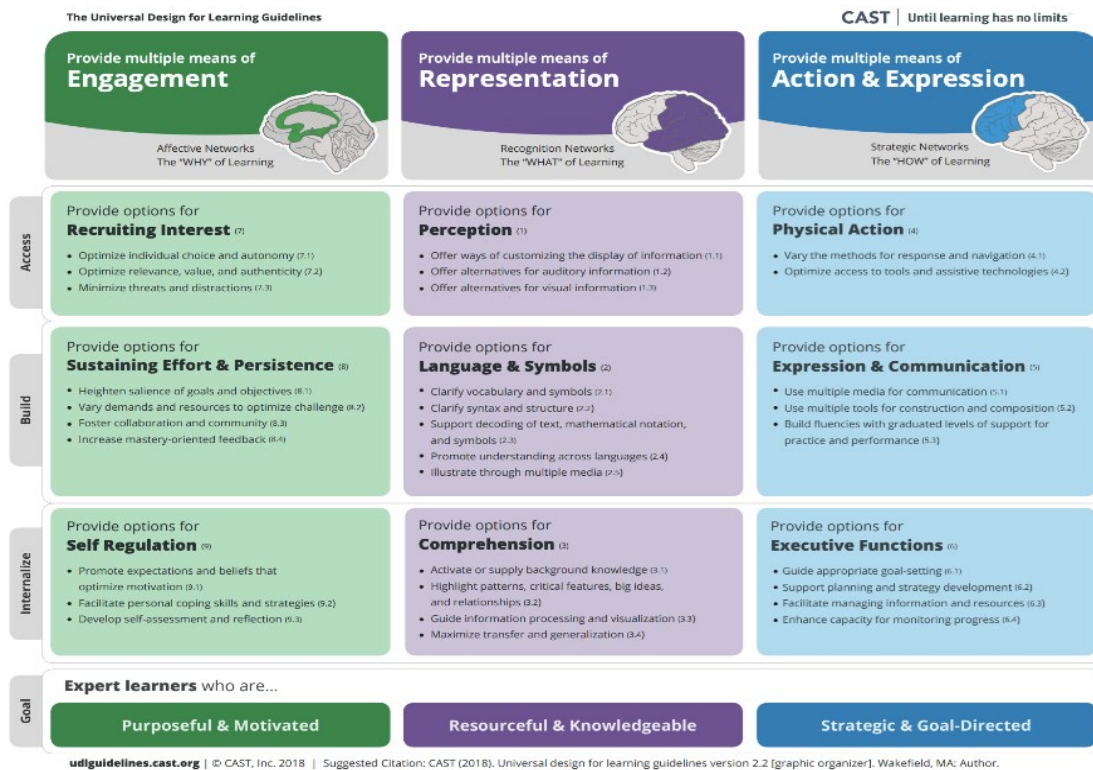 The Universal Design for Learning Guidelines
CAST | Until learning has no limits
Provide multiple means of
Engagement
Affective Networks
The "WHY" of Learning
Provide multiple means of
Representation
Recognition Networks
The "WHAT" of Learning
Provide multiple means of
Action & Expression
Strategic Networks
The "HOW" of Learning
Access
Provide options for
Recruiting Interest (7)
• Optimize individual choice and autonomy (7.1)
• Optimize relevance, value, and authenticity (7.2)
• Minimize threats and distractions (7.3)
Provide options for
Perception (1)
• Offer ways of customizing the display of information (1.1)
• Offer alternatives for auditory information (1.2)
• Offer alternatives for visual information (1.3)
Provide options for
Physical Action (4)
• Vary the methods for response and navigation (4.1)
• Optimize access to tools and assistive technologies (4.2)
Build
Provide options for
Sustaining Effort & Persistence (8)
• Heighten salience of goals and objectives (8.1)
• Vary demands and resources to optimize challenge (8.2)
• Foster collaboration and community (8.3)
• Increase mastery-oriented feedback (8.4)
Provide options for
Language & Symbols (2)
• Clarify vocabulary and symbols (2.1)
• Clarify syntax and structure (2.2)
• Support decoding of text, mathematical notation,
and symbols (2.3)
• Promote understanding across languages (2.4)
• Illustrate through multiple media (2.5)
Provide options for
Expression & Communication (5)
• Use multiple media for communication (5.1)
• Use multiple tools for construction and composition (5.2)
• Build fluencies with graduated levels of support for
practice and performance (5.3)
Internalize
Provide options for
Self Regulation (9)
• Promote expectations and beliefs that
optimize motivation (9.1)
• Facilitate personal coping skills and strategies (9.2)
• Develop self-assessment and reflection (9.3)
Provide options for
Comprehension (3)
• Activate or supply background knowledge (3.1)
• Highlight patterns, critical features, big ideas,
and relationships (3.2)
• Guide information processing and visualization (3.3)
• Maximize transfer and generalization (3.4)
Provide options for
Executive Functions (6)
• Guide appropriate goal-setting (6.1)
• Support planning and strategy development (6.2)
• Facilitate managing information and resources (6.3)
• Enhance capacity for monitoring progress (6.4)
Goal
Expert learners who are...
Purposeful & Motivated
Resourceful & Knowledgeable
Strategic & Goal-Directed
udlguidelines.cast.org | © CAST, Inc. 2018 | Suggested Citation: CAST (2018). Universal design for learning guidelines version 2.2 [graphic organizer]. Wakefield, MA: Author.